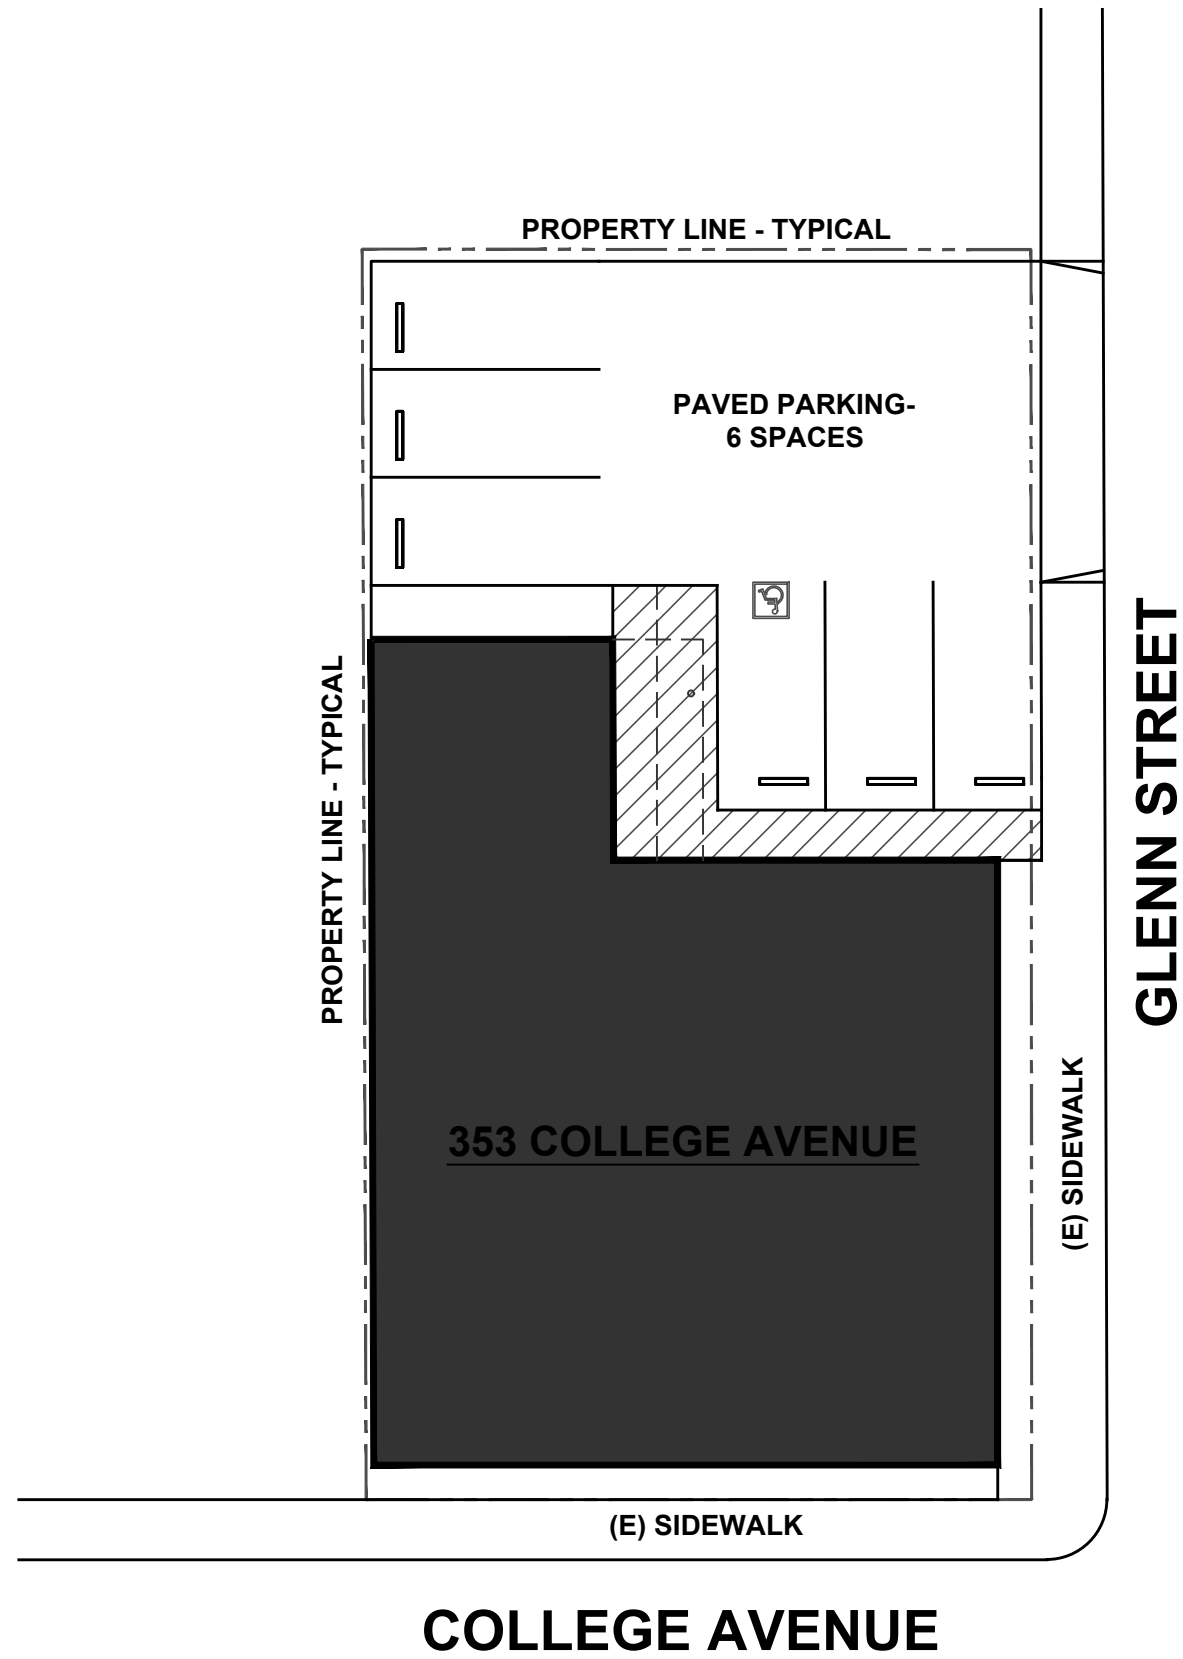 PROPERTY LINE - TYPICAL
PAVED PARKING-
6 SPACES
PROPERTY LINE - TYPICAL
GLENN STREET
(E) SIDEWALK
353 COLLEGE AVENUE
(E) SIDEWALK
COLLEGE AVENUE